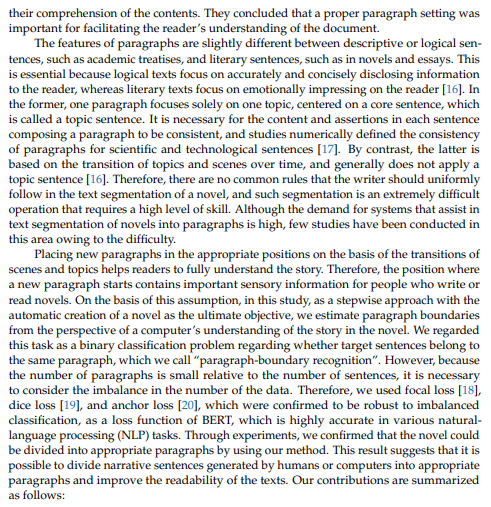 their comprehension of the contents. They concluded that a proper paragraph setting was
important for facilitating the reader's understanding of the document.
The features of paragraphs are slightly different between descriptive or logical sen-
tences, such as academic treatises, and literary sentences, such as in novels and essays. This
is essential because logical texts focus on accurately and concisely disclosing information
to the reader, whereas literary texts focus on emotionally impressing on the reader [16]. In
the former, one paragraph focuses solely on one topic, centered on a core sentence, which
is called a topic sentence. It is necessary for the content and assertions in each sentence
composing a paragraph to be consistent, and studies numerically defined the consistency
of paragraphs for scientific and technological sentences [17]. By contrast, the latter is
based on the transition of topics and scenes over time, and generally does not apply a
topic sentence [16]. Therefore, there are no common rules that the writer should uniformly
follow in the text segmentation of a novel, and such segmentation is an extremely difficult
operation that requires a high level of skill. Although the demand for systems that assist in
text segmentation of novels into paragraphs is high, few studies have been conducted in
this area owing to the difficulty.
Placing new paragraphs in the appropriate positions on the basis of the transitions of
scenes and topics helps readers to fully understand the story. Therefore, the position where
a new paragraph starts contains important sensory information for people who write or
read novels. On the basis of this assumption, in this study, as a stepwise approach with the
automatic creation of a novel as the ultimate objective, we estimate paragraph boundaries
from the perspective of a computer's understanding of the story in the novel. We regarded
this task as a binary classification problem regarding whether target sentences belong to
the same paragraph, which we call "paragraph-boundary recognition". However, because
the number of paragraphs is small relative to the number of sentences, it is necessary
to consider the imbalance in the number of the data. Therefore, we used focal loss [18],
dice loss [19], and anchor loss [20], which were confirmed to be robust to imbalanced
classification, as a loss function of BERT, which is highly accurate in various natural-
language processing (NLP) tasks. Through experiments, we confirmed that the novel could
be divided into appropriate paragraphs by using our method. This result suggests that it is
possible to divide narrative sentences generated by humans or computers into appropriate
paragraphs and improve the readability of the texts. Our contributions are summarized
as follows: